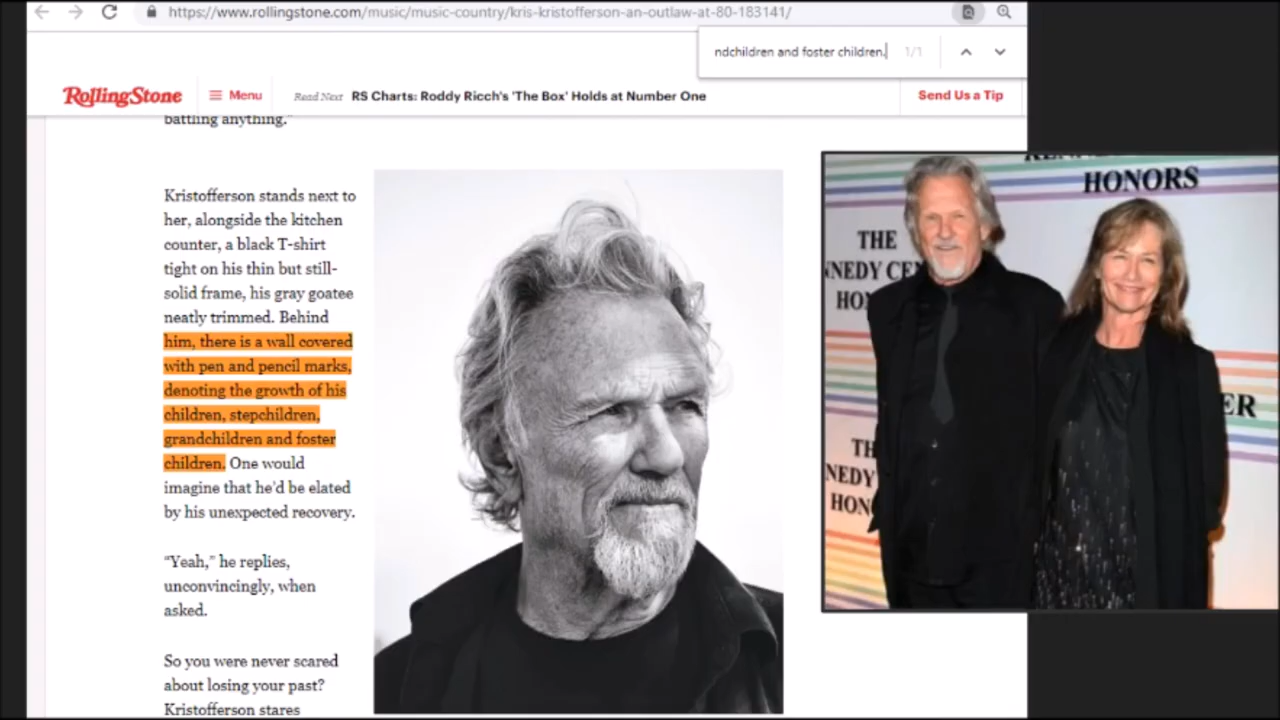 https://www.rollingstone.com/music/music-country/kris-kristofferson-an-outlaw-at-80-183141/
ndchildren and foster children. 1/1
RollingStone Menu Read Next RS Charts: Roddy Ricch's 'The Box' Holds at Number One Send Us a Tip
battling anything."
Kristofferson stands next to
her, alongside the kitchen
counter, a black T-shirt
tight on his thin but still-
solid frame, his gray goatee
neatly trimmed. Behind
him, there is a wall covered
with pen and pencil marks,
denoting the growth of his
children, stepchildren,
grandchildren and foster
children. One would
imagine that he'd be elated
by his unexpected recovery.
"Yeah," he replies,
unconvincingly, when
asked.
So you were never scared
about losing your past?
Kristofferson stares
HONORS
THE
NNEDY CEN
HON
ER
TH
NEDY
HON